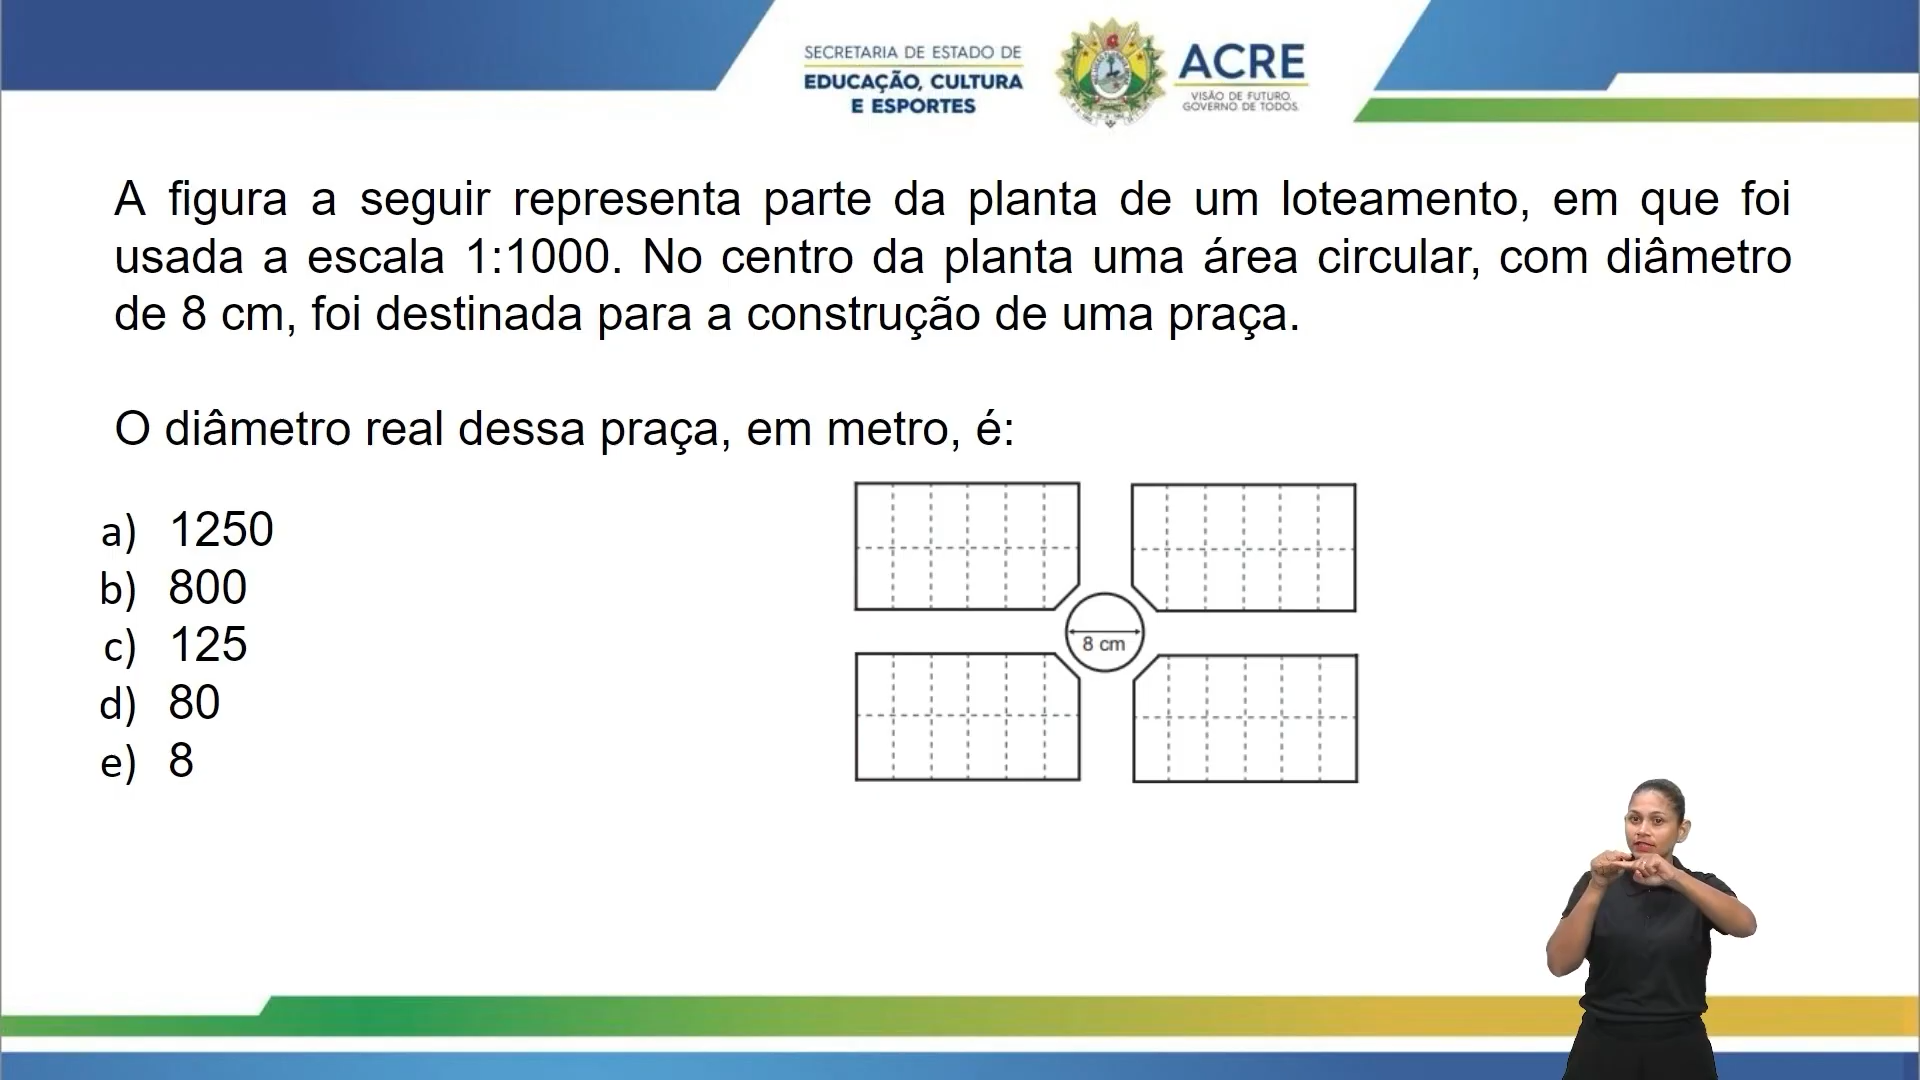 SECRETARIA DE ESTADO DE
EDUCAÇÃO, CULTURA
E ESPORTES
ACRE
VISÃO DE FUTURO.
GOVERNO DE TODOS.
A figura a seguir representa parte da planta de um loteamento, em que foi
usada a escala 1:1000. No centro da planta uma área circular, com diâmetro
de 8 cm, foi destinada para a construção de uma praça.
O diâmetro real dessa praça, em metro, é:
a) 1250
b) 800
c) 125
d) 80
e) 8
8 cm